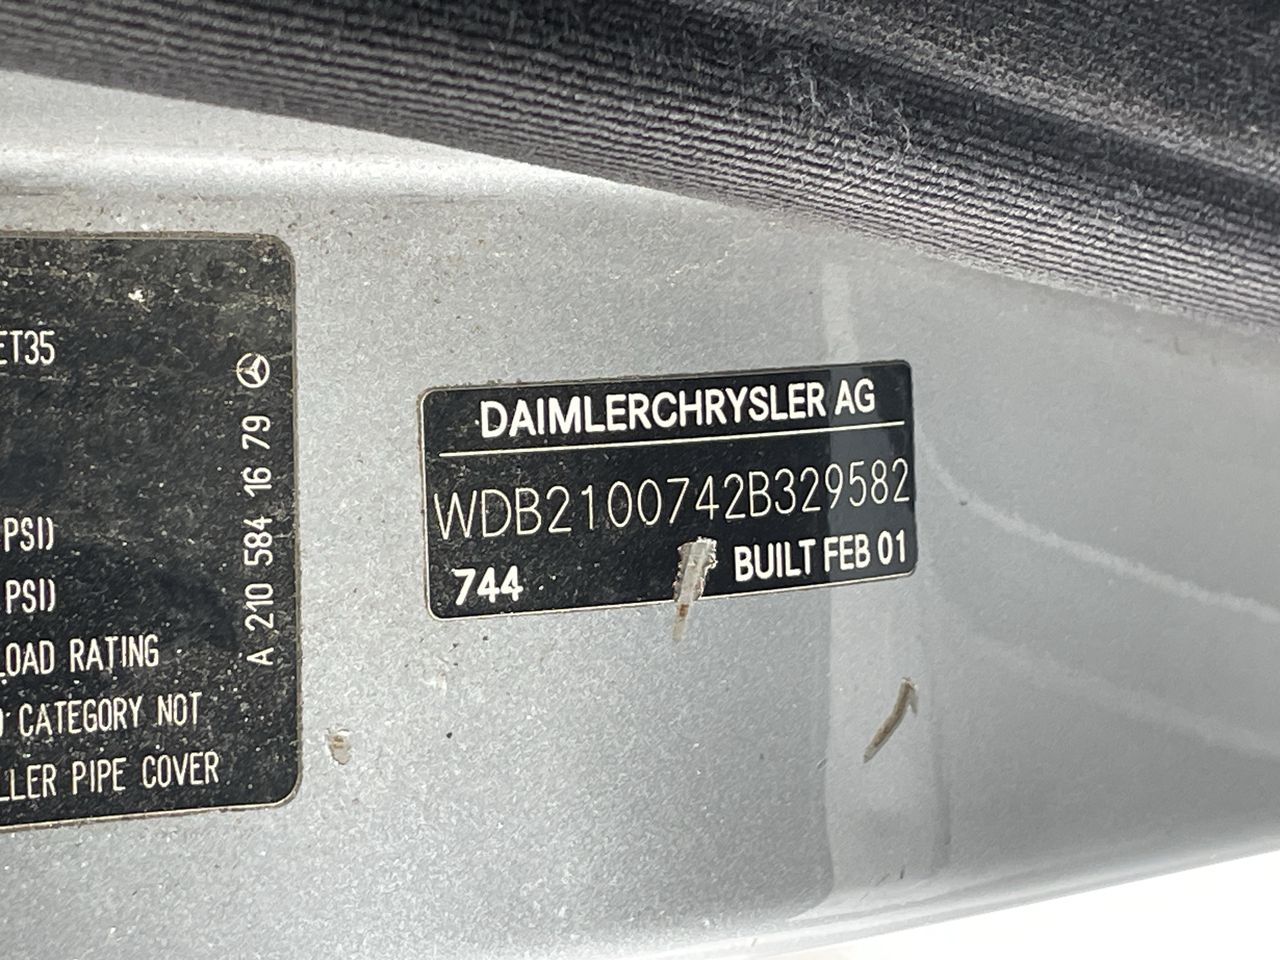 ET35
PSI)
PSI)
LOAD RATING
CATEGORY NOT
LLER PIPE COVER
A 210 584 16 79
DAIMLERCHRYSLER AG
WDB2100742B329582
744 BUILT FEB 01